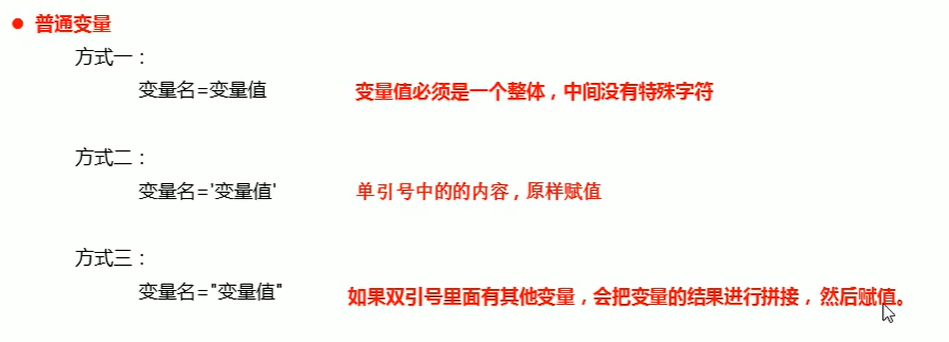 ● 普通变量
方式一：
变量名=变量值 变量值必须是一个整体，中间没有特殊字符
方式二：
变量名='变量值' 单引号中的的内容，原样赋值
方式三：
变量名="变量值" 如果双引号里面有其他变量，会把变量的结果进行拼接，然后赋值。